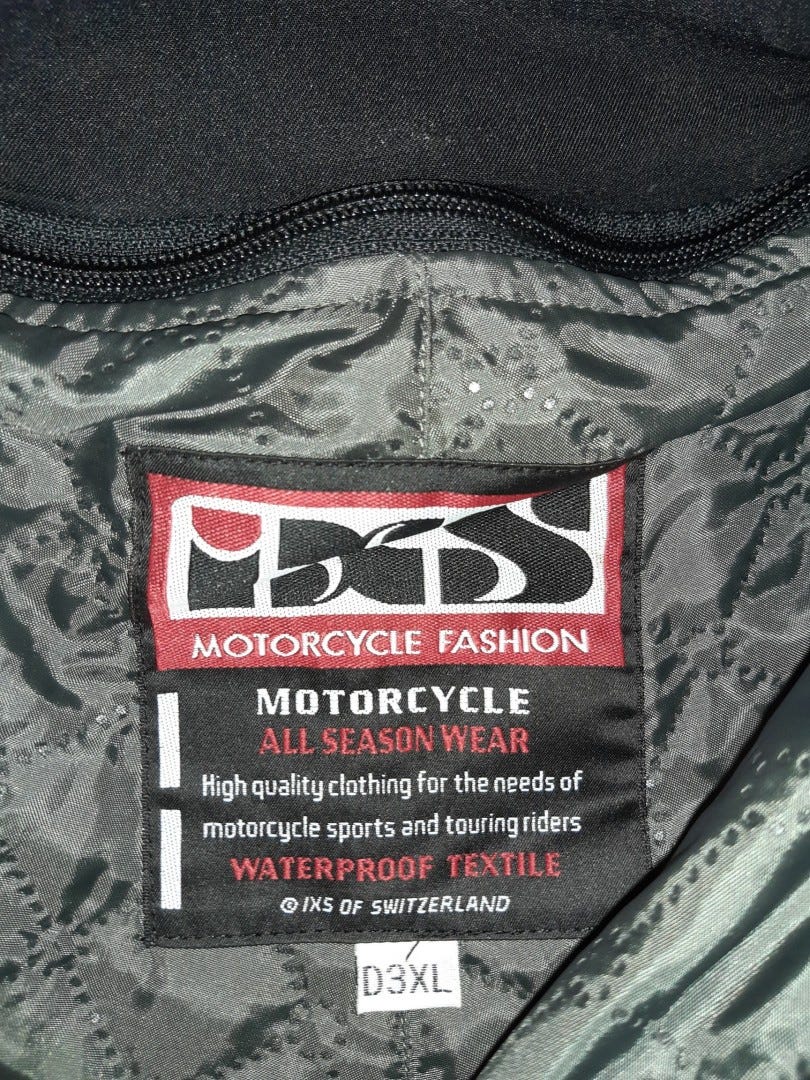 iXS
MOTORCYCLE FASHION
MOTORCYCLE
ALL SEASON WEAR
High quality clothing for the needs of
motorcycle sports and touring riders
WATERPROOF TEXTILE
© IXS OF SWITZERLAND
D3XL